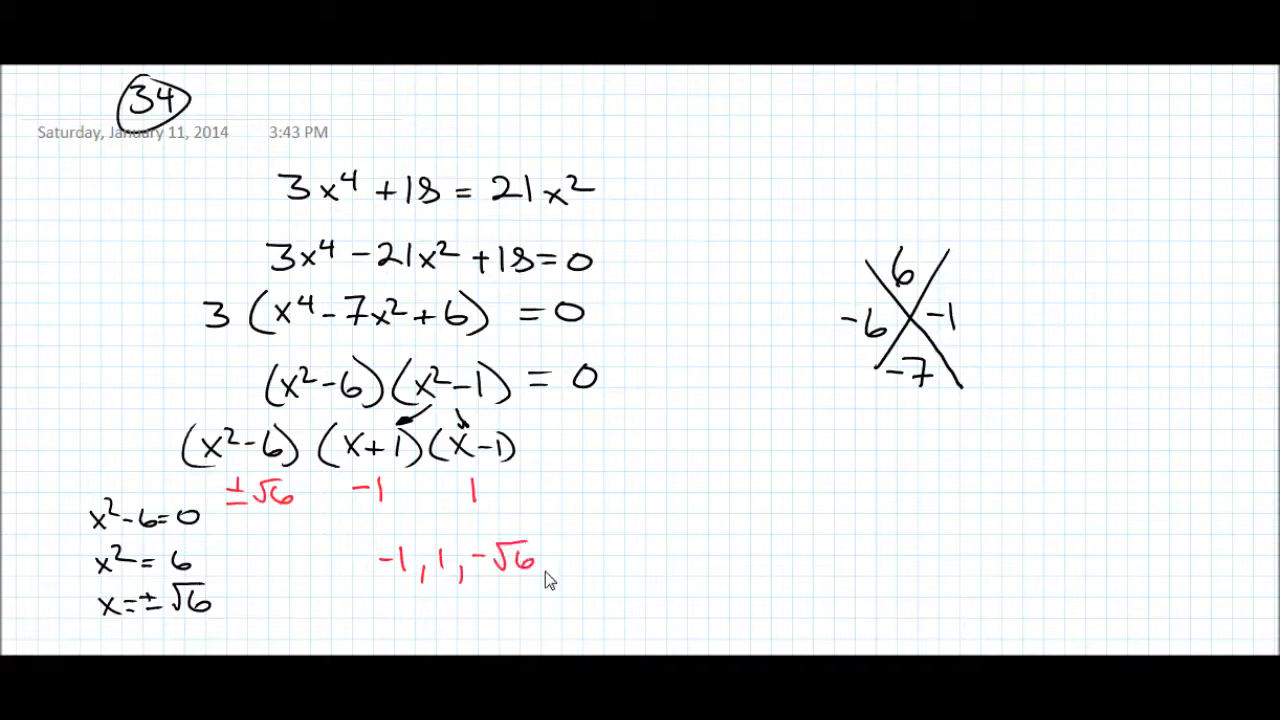 34
Saturday, January 11, 2014 3:43 PM
3x⁴ + 18 = 21x²
3x⁴ - 21x² + 18 = 0
3(x⁴ - 7x² + 6) = 0
(x² - 6)(x² - 1) = 0
(x² - 6)(x + 1)(x - 1)
±√6 -1 1
x² - 6 = 0
x² = 6
x = ±√6
-1, 1, -√6
6
-6 -1
-7